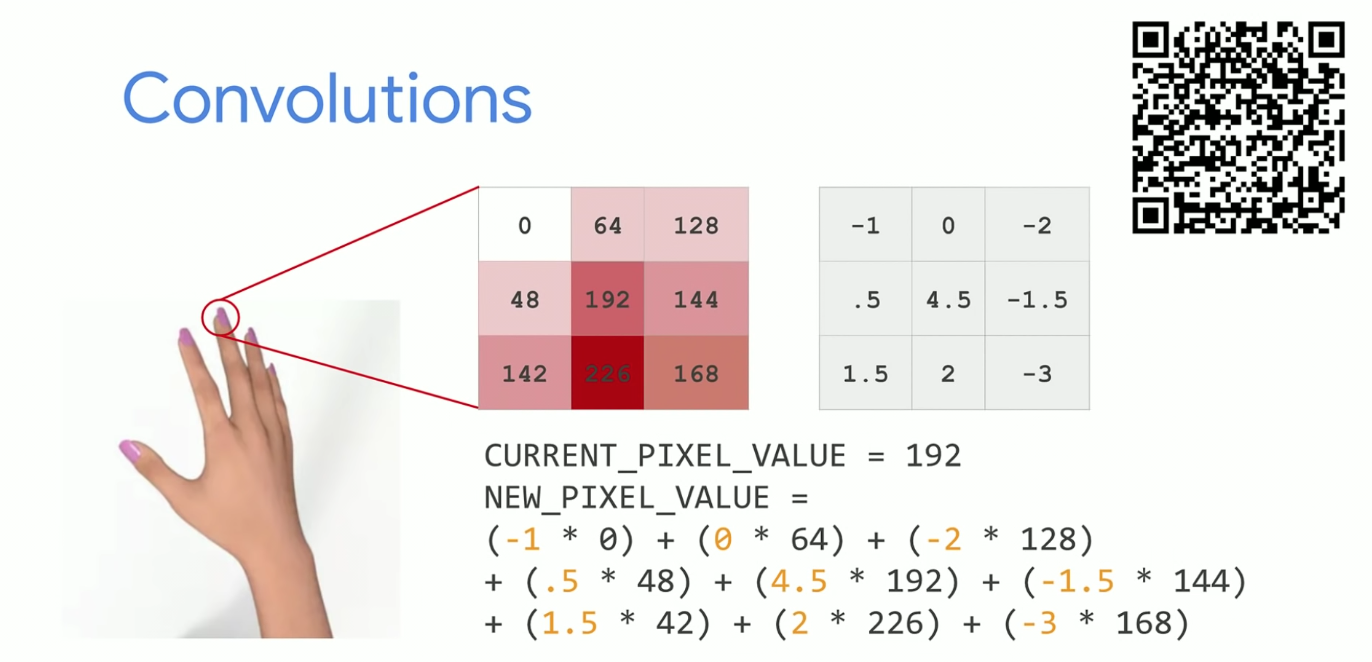 Convolutions
0 64 128
48 192 144
142 226 168
-1 0 -2
.5 4.5 -1.5
1.5 2 -3
CURRENT_PIXEL_VALUE = 192
NEW_PIXEL_VALUE =
(-1 * 0) + (0 * 64) + (-2 * 128)
+ (.5 * 48) + (4.5 * 192) + (-1.5 * 144)
+ (1.5 * 42) + (2 * 226) + (-3 * 168)